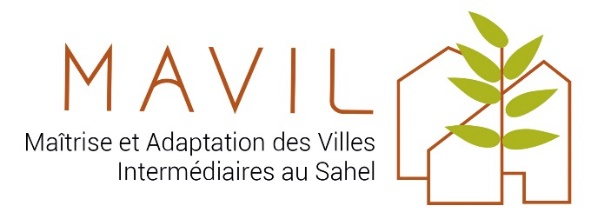 MAVIL
Maîtrise et Adaptation des Villes
Intermédiaires au Sahel